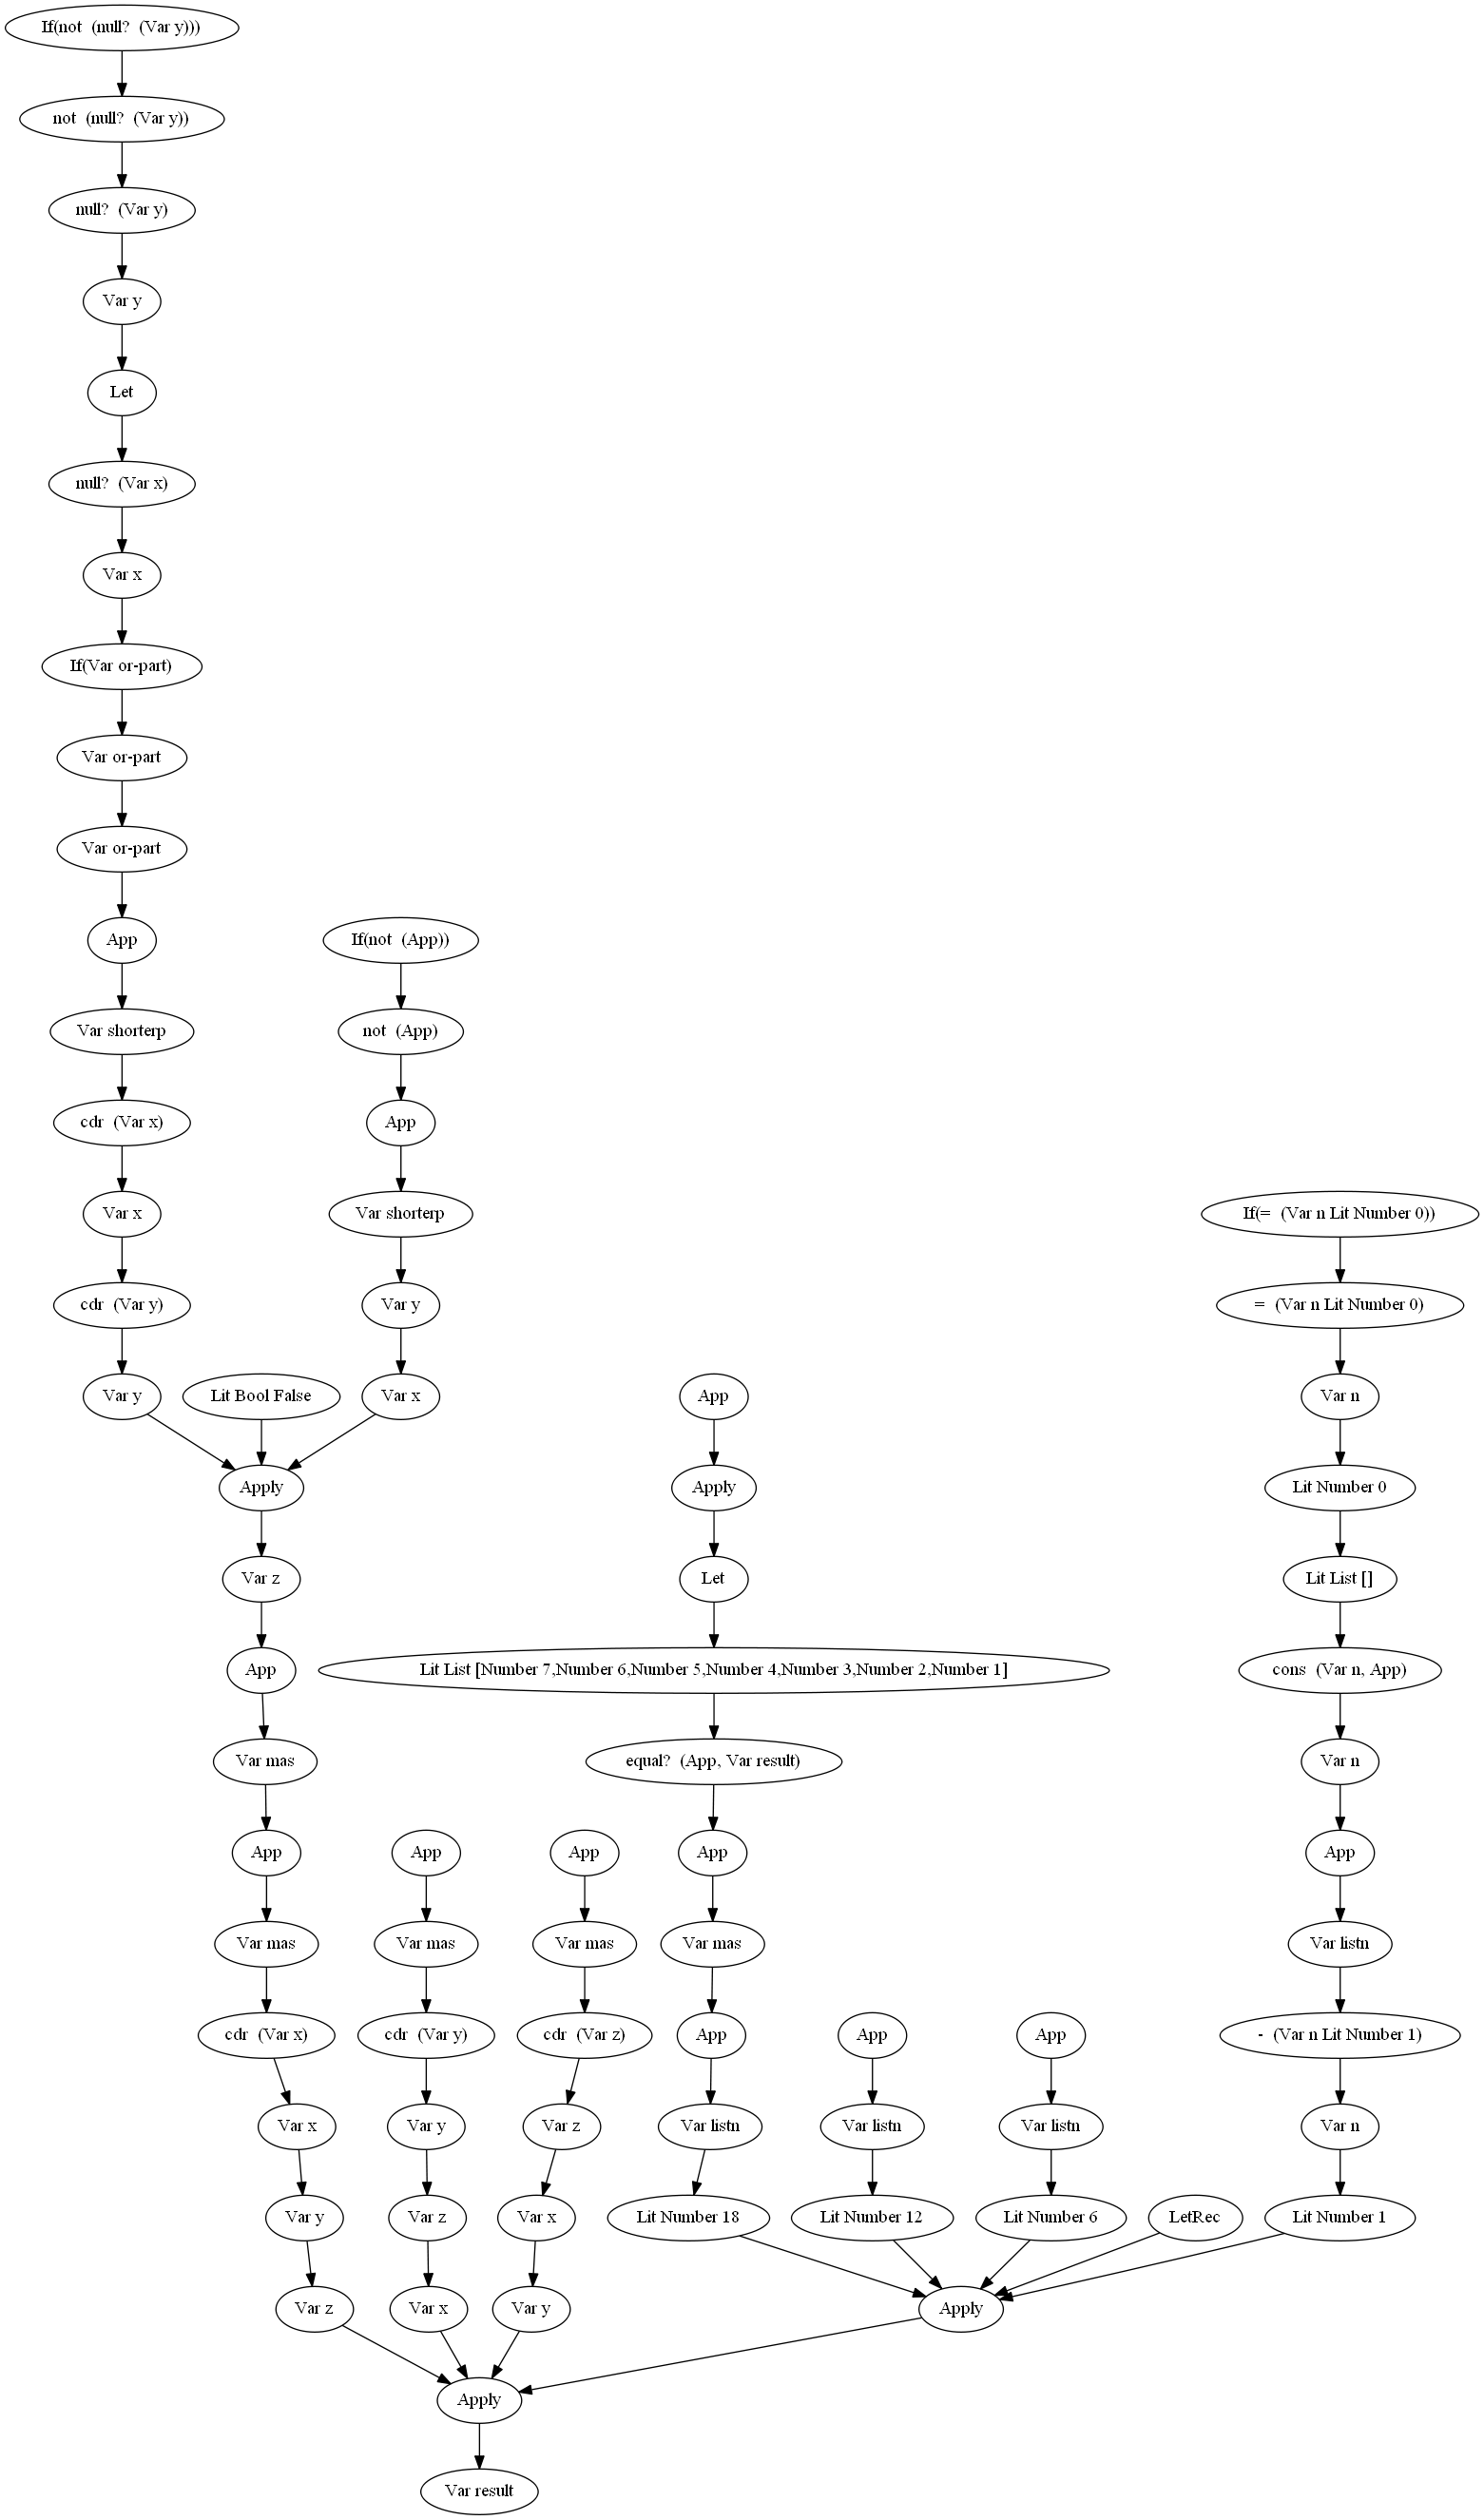 If(not (null? (Var y)))
not (null? (Var y))
null? (Var y)
Var y
Let
null? (Var x)
Var x
If(Var or-part)
Var or-part
Var or-part
App
If(not (App))
Var shorterp
not (App)
cdr (Var x)
App
Var x
Var shorterp
If(= (Var n Lit Number 0))
cdr (Var y)
Var y
= (Var n Lit Number 0)
Var y
Lit Bool False
Var x
App
Var n
Apply
Apply
Lit Number 0
Var z
Let
Lit List []
App
Lit List [Number 7,Number 6,Number 5,Number 4,Number 3,Number 2,Number 1]
cons (Var n, App)
Var mas
equal? (App, Var result)
Var n
App
App
App
App
App
Var mas
Var mas
Var mas
Var mas
Var listn
cdr (Var x)
cdr (Var y)
cdr (Var z)
App
App
App
- (Var n Lit Number 1)
Var x
Var y
Var z
Var listn
Var listn
Var listn
Var n
Var y
Var z
Var x
Lit Number 18
Lit Number 12
Lit Number 6
LetRec
Lit Number 1
Var z
Var x
Var y
Apply
Apply
Var result